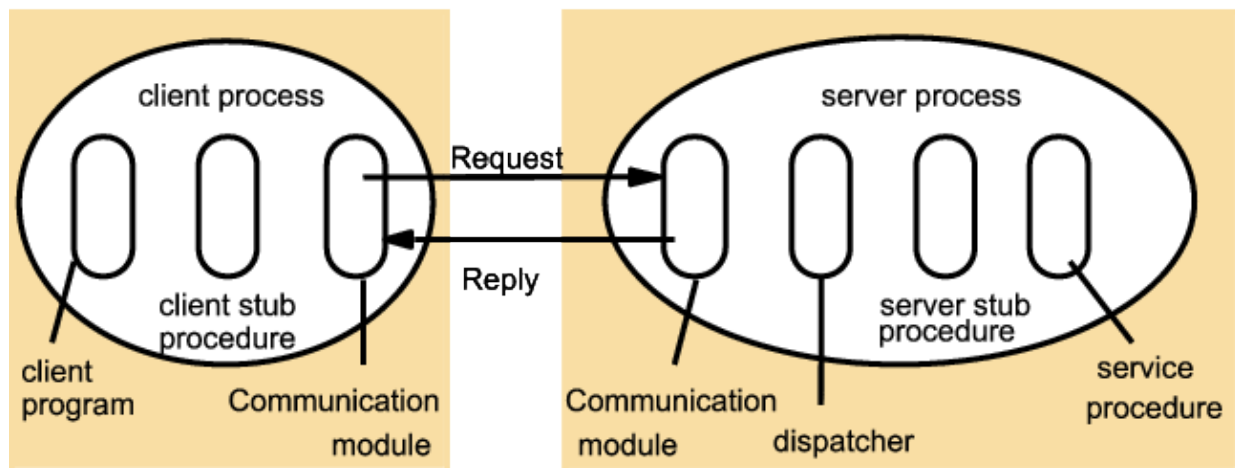 client process
server process
Request
Reply
client stub
procedure
server stub
procedure
client
program
Communication
module
Communication
module
dispatcher
service
procedure